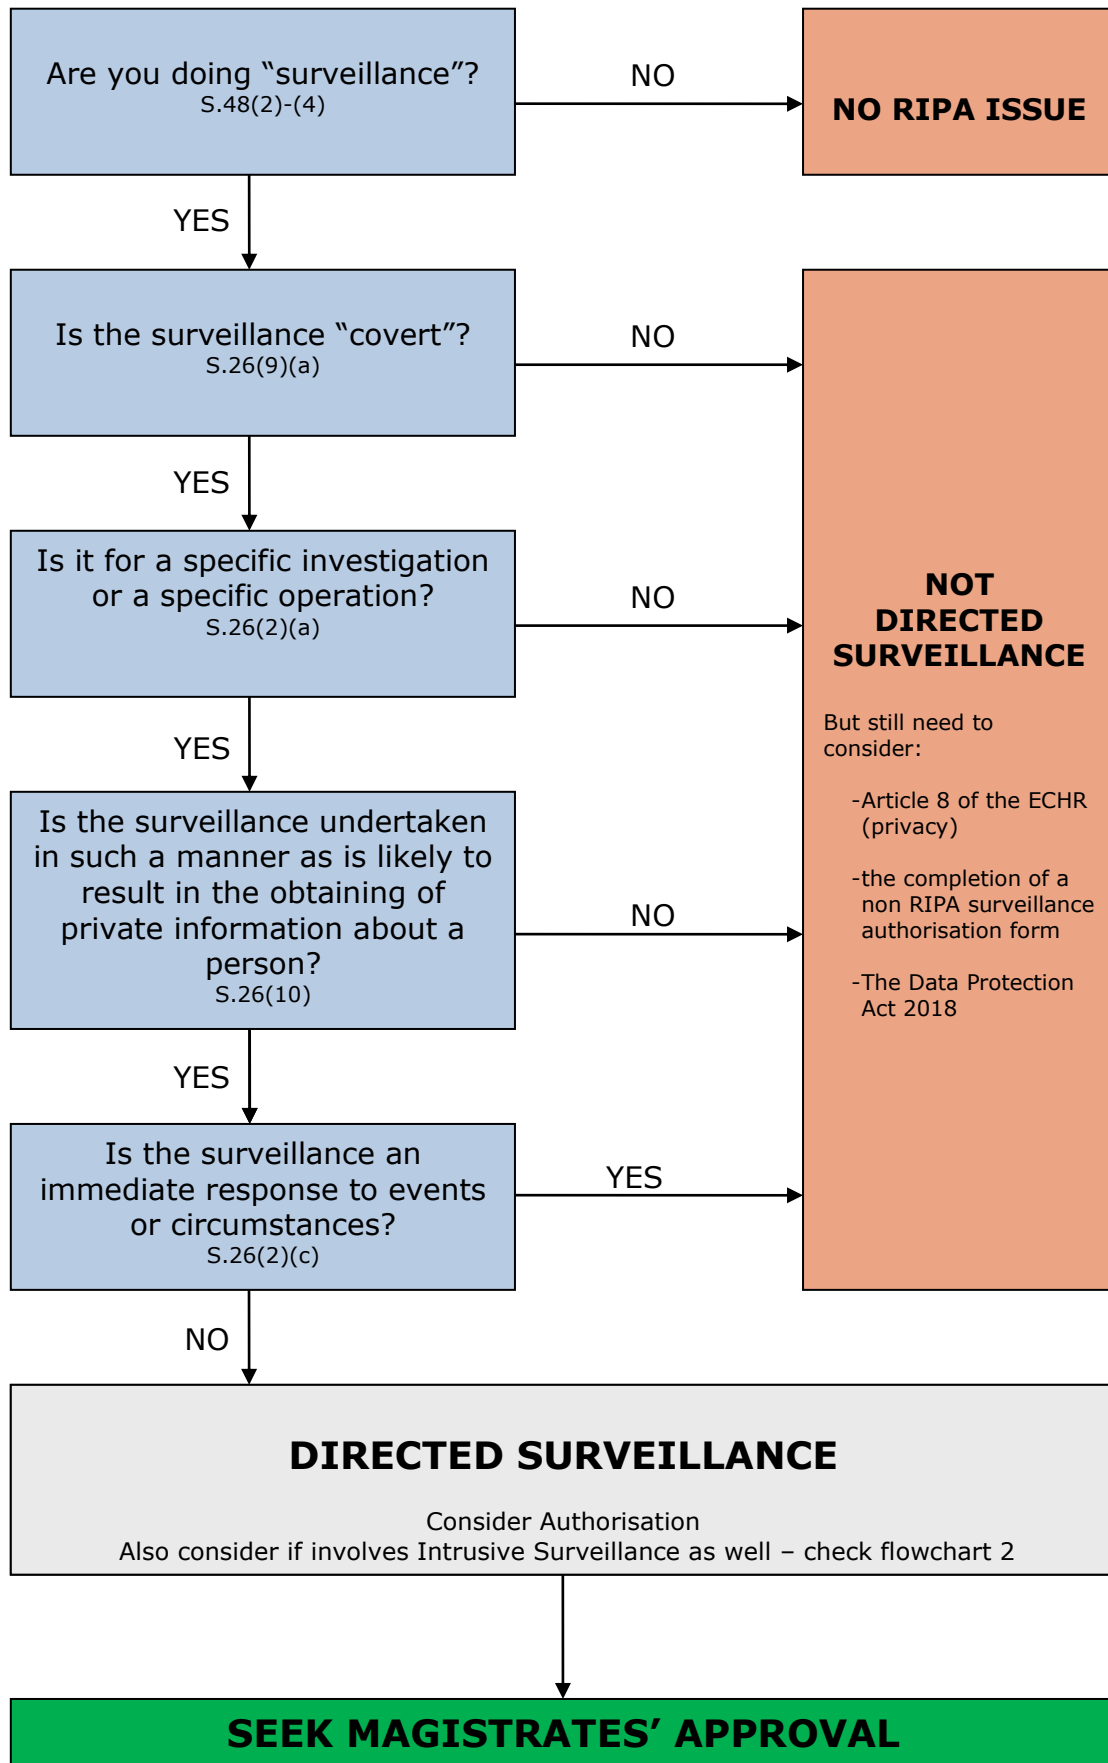 Are you doing “surveillance”?
S.48(2)-(4)
NO
NO RIPA ISSUE
YES
Is the surveillance “covert”?
S.26(9)(a)
NO
YES
Is it for a specific investigation
or a specific operation?
S.26(2)(a)
NO
NOT
DIRECTED
SURVEILLANCE
But still need to
consider:
-Article 8 of the ECHR
(privacy)
-the completion of a
non RIPA surveillance
authorisation form
-The Data Protection
Act 2018
YES
Is the surveillance undertaken
in such a manner as is likely to
result in the obtaining of
private information about a
person?
S.26(10)
NO
YES
Is the surveillance an
immediate response to events
or circumstances?
S.26(2)(c)
YES
NO
DIRECTED SURVEILLANCE
Consider Authorisation
Also consider if involves Intrusive Surveillance as well – check flowchart 2
SEEK MAGISTRATES’ APPROVAL